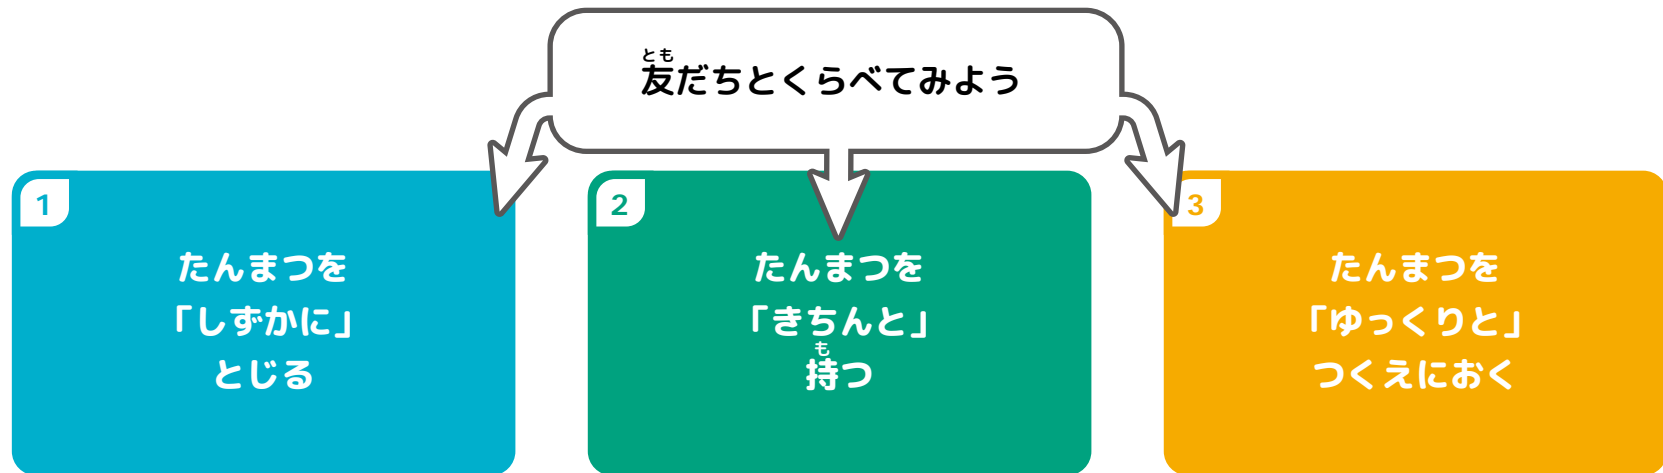 友だちとくらべてみよう
とも
1
たんまつを
「しずかに」
とじる
2
たんまつを
「きちんと」
持つ
も
3
たんまつを
「ゆっくりと」
つくえにおく